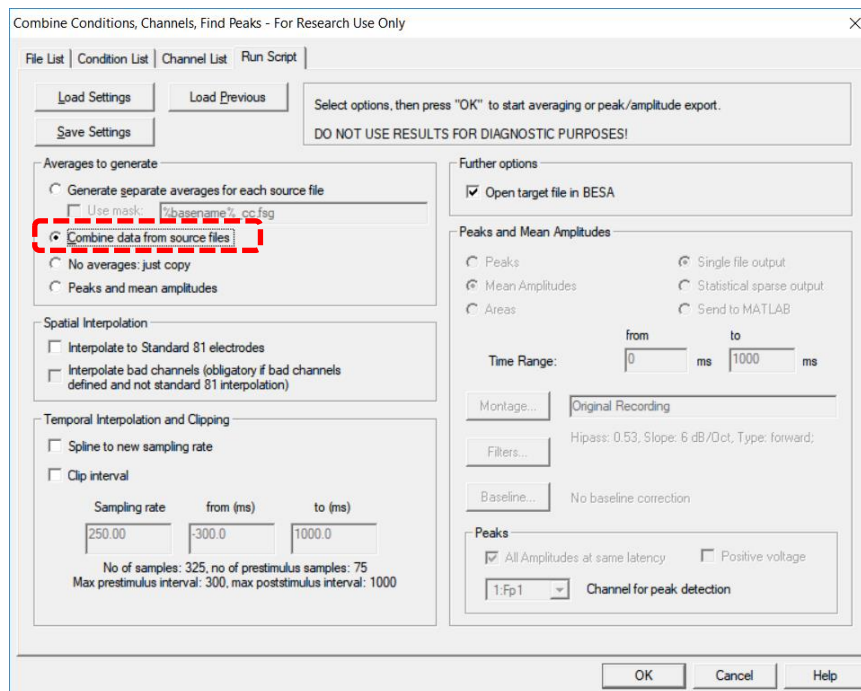 Combine Conditions, Channels, Find Peaks - For Research Use Only
File List
Condition List
Channel List
Run Script
Load Settings
Load Previous
Save Settings
Select options, then press "OK" to start averaging or peak/amplitude export.
DO NOT USE RESULTS FOR DIAGNOSTIC PURPOSES!
Averages to generate
Generate separate averages for each source file
Use mask: %basename%_cc.fsg
Combine data from source files
No averages: just copy
Peaks and mean amplitudes
Spatial Interpolation
Interpolate to Standard 81 electrodes
Interpolate bad channels (obligatory if bad channels
defined and not standard 81 interpolation)
Temporal Interpolation and Clipping
Spline to new sampling rate
Clip interval
Sampling rate from (ms) to (ms)
250.00 -300.0 1000.0
No of samples: 325, no of prestimulus samples: 75
Max prestimulus interval: 300, max poststimulus interval: 1000
Further options
Open target file in BESA
Peaks and Mean Amplitudes
Peaks Single file output
Mean Amplitudes Statistical sparse output
Areas Send to MATLAB
from to
Time Range: 0 ms 1000 ms
Montage... Original Recording
Filters... Hipass: 0.53, Slope: 6 dB/Oct, Type: forward;
Baseline... No baseline correction
Peaks
All Amplitudes at same latency Positive voltage
1:Fp1 Channel for peak detection
OK Cancel Help